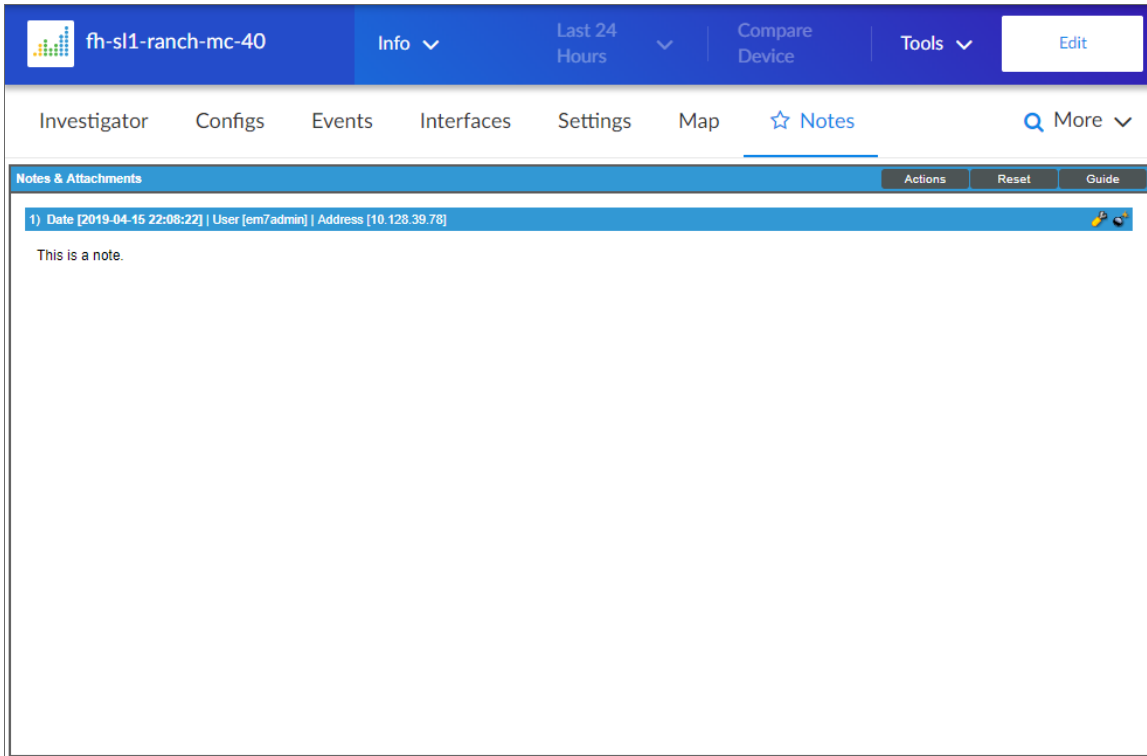 fh-sl1-ranch-mc-40
Info
Last 24
Hours
Compare
Device
Tools
Edit
Investigator Configs Events Interfaces Settings Map Notes More
Notes & Attachments Actions Reset Guide
1) Date [2019-04-15 22:08:22] | User [em7admin] | Address [10.128.39.78]
This is a note.